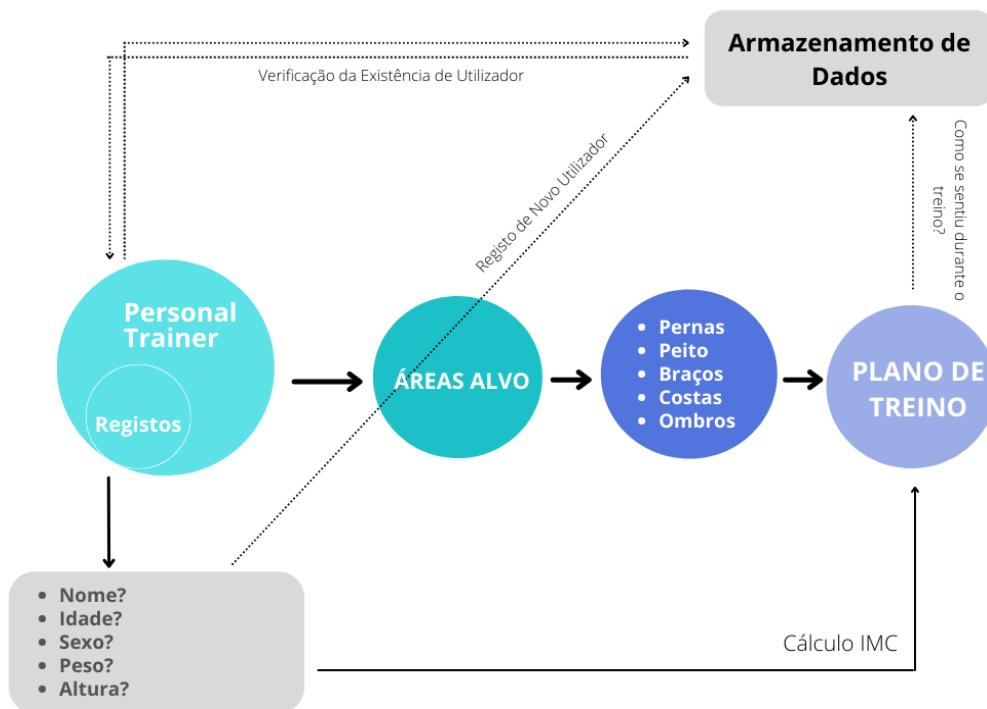 Armazenamento de
Dados
Verificação da Existência de Utilizador
Registo de Novo Utilizador
Como se sentiu durante o
treino?
Personal
Trainer
Registos
ÁREAS ALVO
• Pernas
• Peito
• Braços
• Costas
• Ombros
PLANO DE
TREINO
• Nome?
• Idade?
• Sexo?
• Peso?
• Altura?
Cálculo IMC